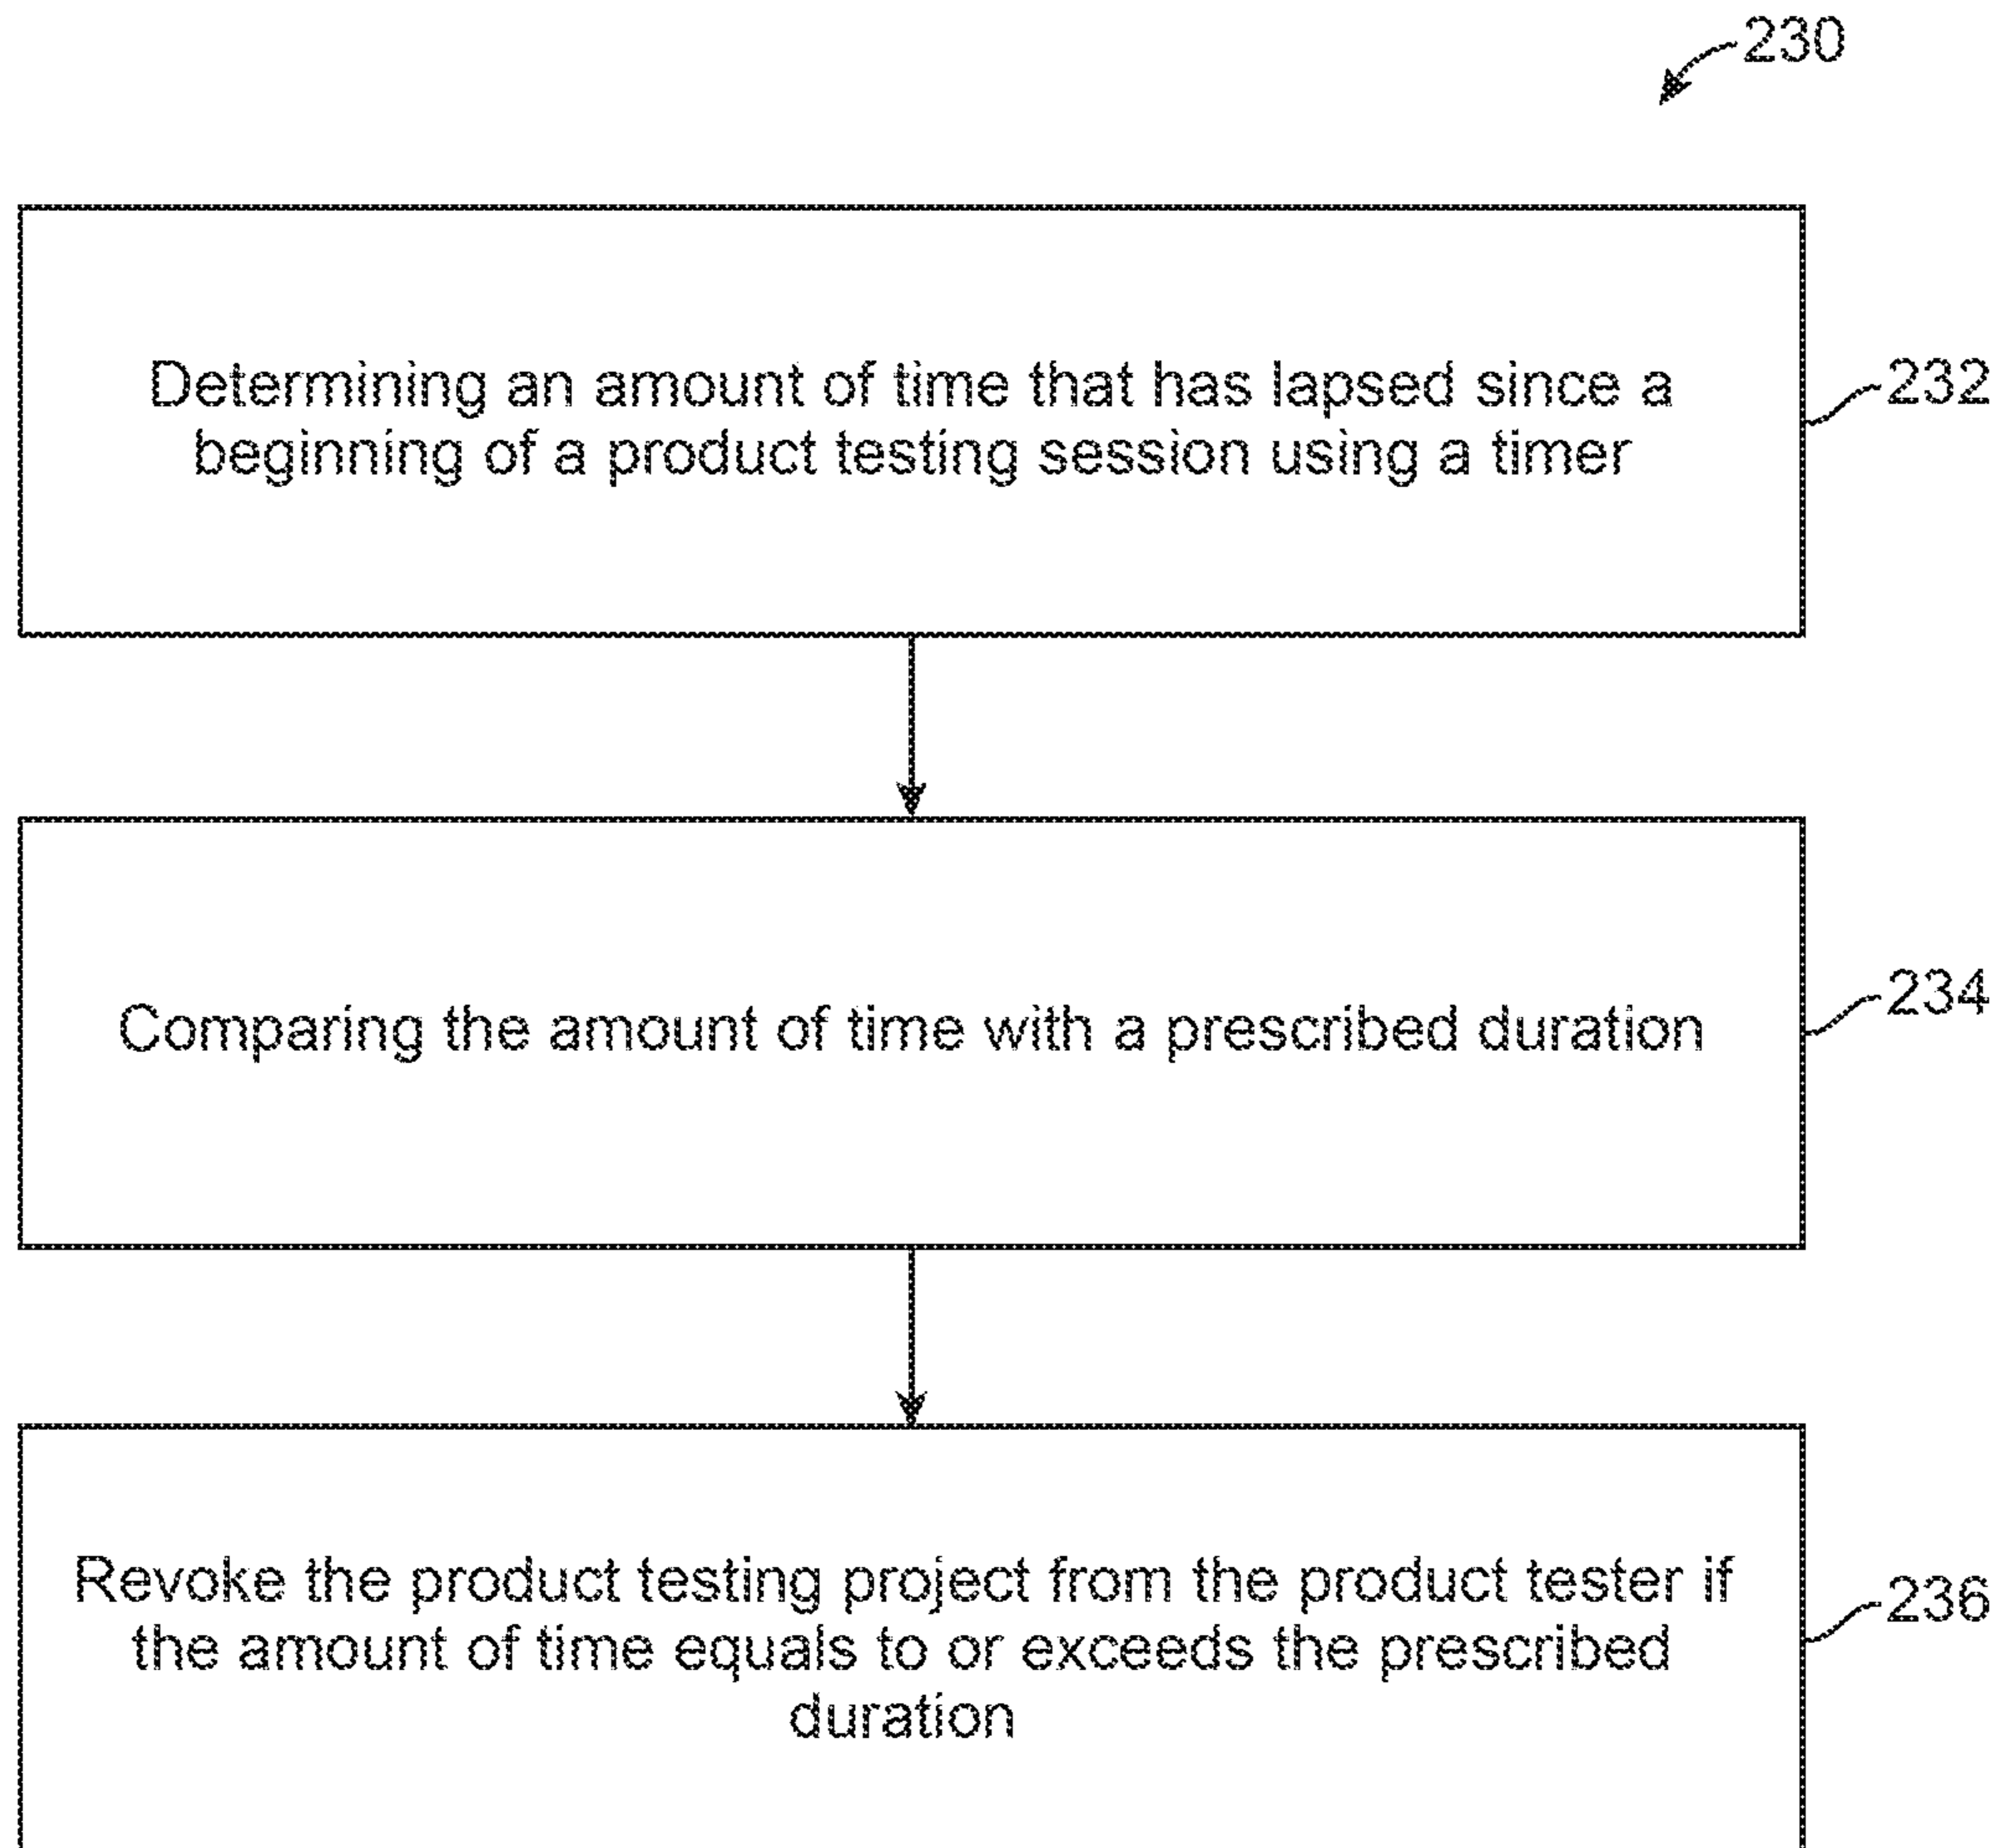 230
Determining an amount of time that has lapsed since a
beginning of a product testing session using a timer
232
Comparing the amount of time with a prescribed duration
234
Revoke the product testing project from the product tester if
the amount of time equals to or exceeds the prescribed
duration
236